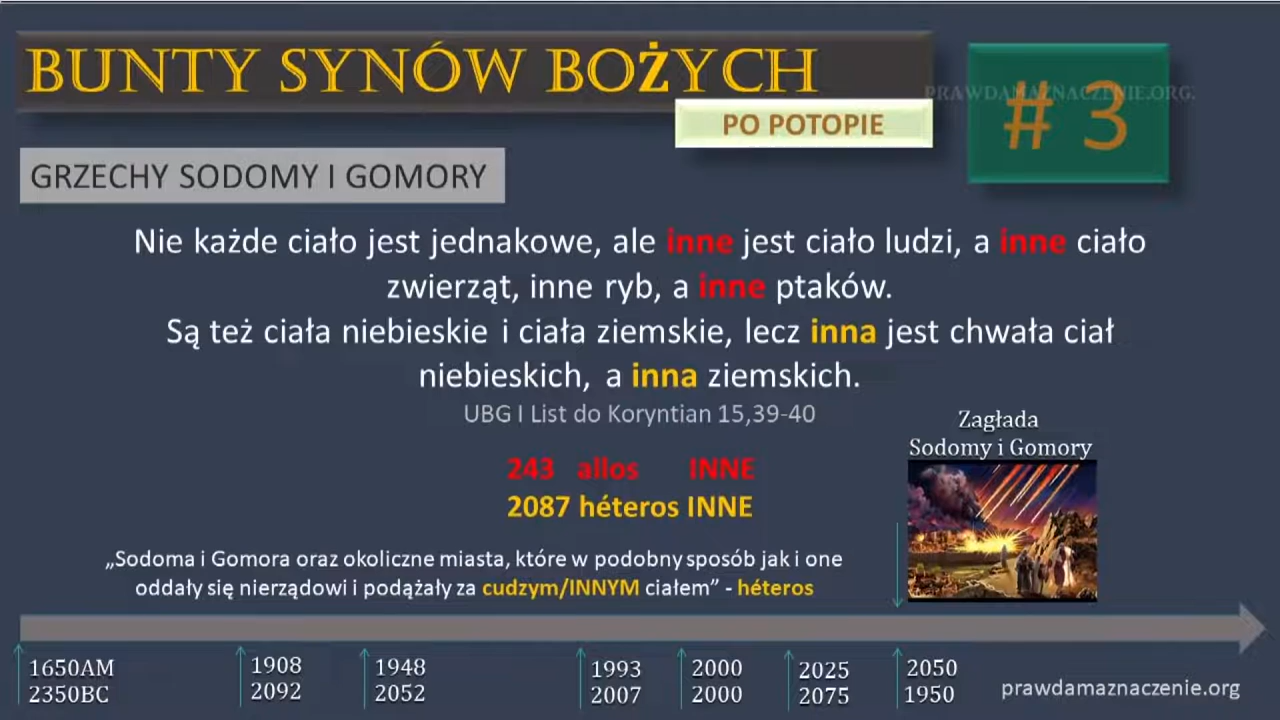 BUNTY SYNÓW BOŻYCH
PRAWDAMAZNACZENIE.ORG
# 3
PO POTOPIE
GRZECHY SODOMY I GOMORY
Nie każde ciało jest jednakowe, ale inne jest ciało ludzi, a inne ciało
zwierząt, inne ryb, a inne ptaków.
Są też ciała niebieskie i ciała ziemskie, lecz inna jest chwała ciał
niebieskich, a inna ziemskich.
UBG I List do Koryntian 15,39-40
Zagłada
Sodomy i Gomory
243 allos INNE
2087 héteros INNE
„Sodoma i Gomora oraz okoliczne miasta, które w podobny sposób jak i one
oddały się nierządowi i podążały za cudzym/INNYM ciałem” - héteros
1650AM 1908 1948 1993 2000 2025 2050
2350BC 2092 2052 2007 2000 2075 1950
prawdamaznaczenie.org